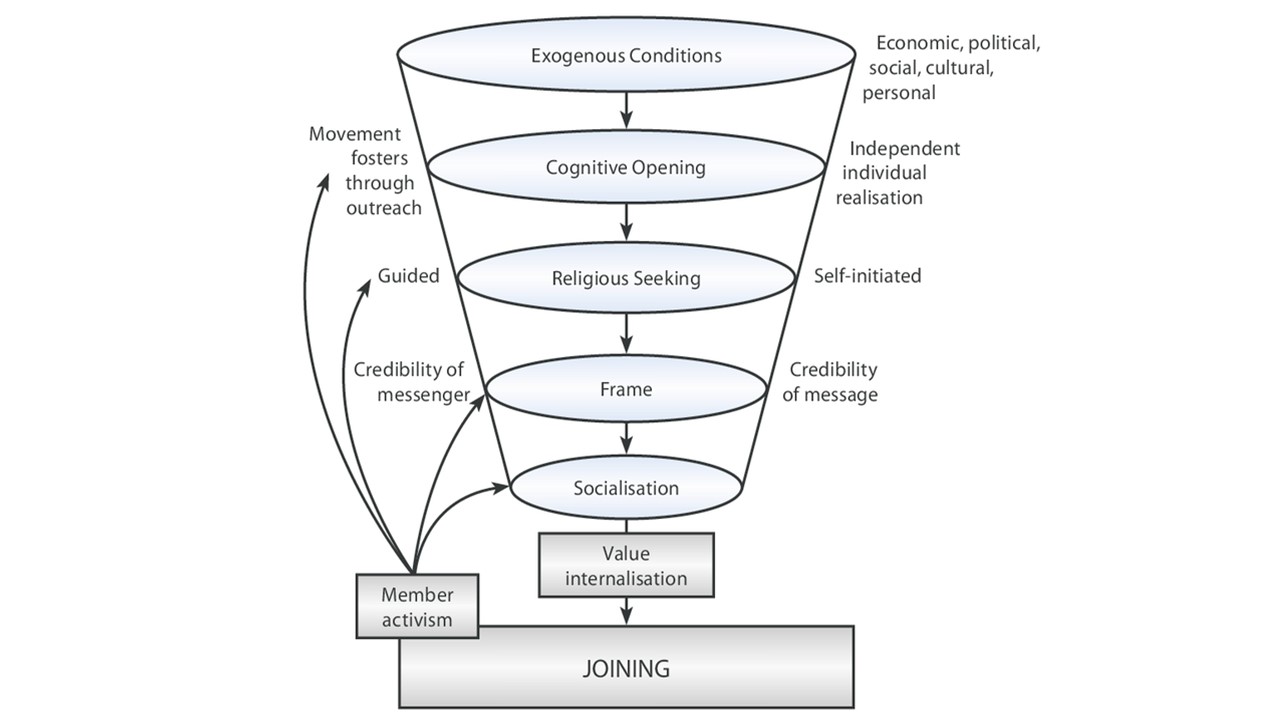 Exogenous Conditions
Economic, political,
social, cultural,
personal
Movement
fosters
through
outreach
Cognitive Opening
Independent
individual
realisation
Guided
Religious Seeking
Self-initiated
Credibility of
messenger
Frame
Credibility
of message
Socialisation
Value
internalisation
Member
activism
JOINING